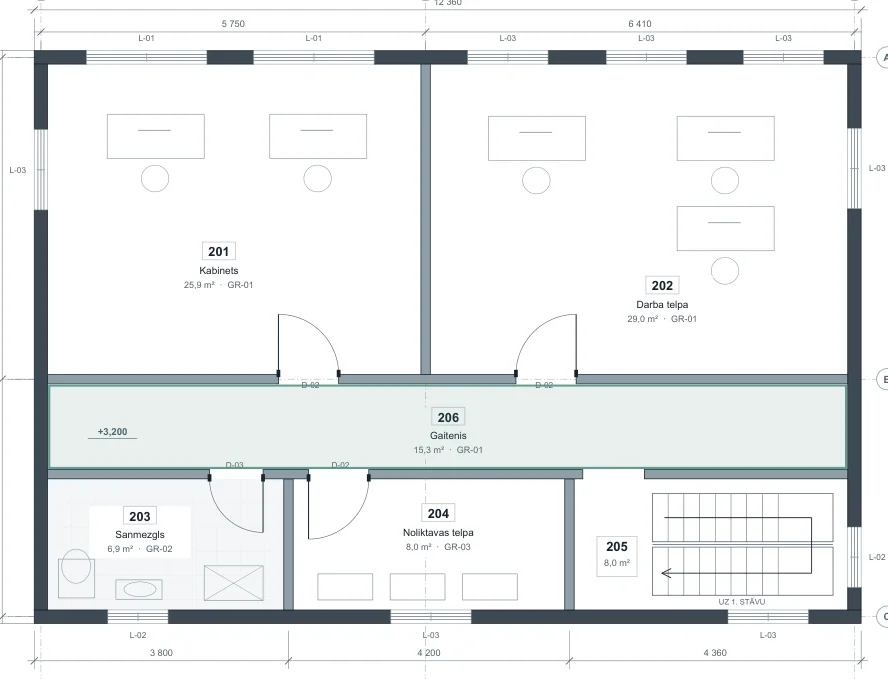 12 360
5 750
6 410
L-01
L-01
L-03
L-03
L-03
L-03
L-03
201
Kabinets
25,9 m² · GR-01
202
Darba telpa
29,0 m² · GR-01
D-02
D-02
206
Gaitenis
15,3 m² · GR-01
+3,200
D-03
D-02
203
Sanmezgls
6,9 m² · GR-02
204
Noliktavas telpa
8,0 m² · GR-03
205
8,0 m²
UZ 1. STĀVU
L-02
L-02
L-03
L-03
3 800
4 200
4 360